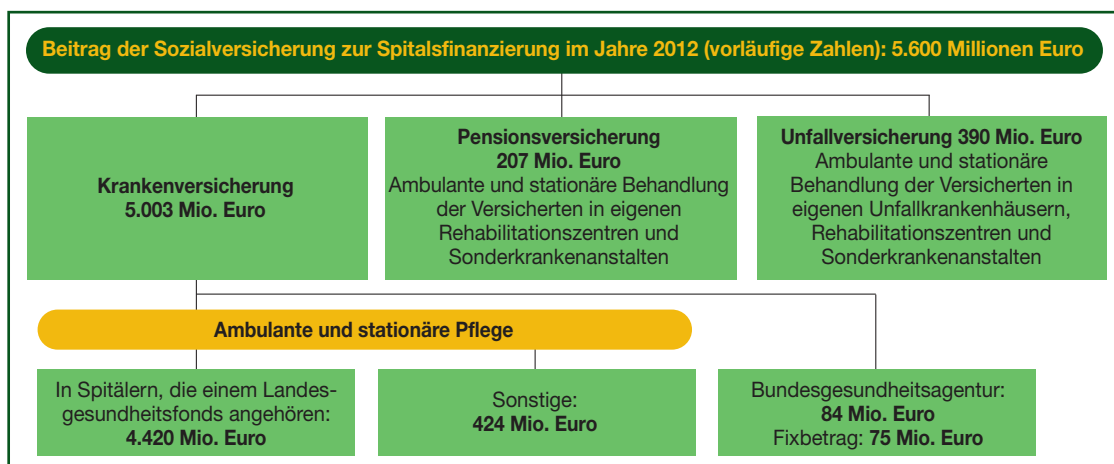 Beitrag der Sozialversicherung zur Spitalsfinanzierung im Jahre 2012 (vorläufige Zahlen): 5.600 Millionen Euro
Krankenversicherung
5.003 Mio. Euro
Pensionsversicherung
207 Mio. Euro
Ambulante und stationäre Behandlung
der Versicherten in eigenen
Rehabilitationszentren und
Sonderkrankenanstalten
Unfallversicherung 390 Mio. Euro
Ambulante und stationäre
Behandlung der Versicherten in
eigenen Unfallkrankenhäusern,
Rehabilitationszentren und
Sonderkrankenanstalten
Ambulante und stationäre Pflege
In Spitälern, die einem Landes-
gesundheitsfonds angehören:
4.420 Mio. Euro
Sonstige:
424 Mio. Euro
Bundesgesundheitsagentur:
84 Mio. Euro
Fixbetrag: 75 Mio. Euro